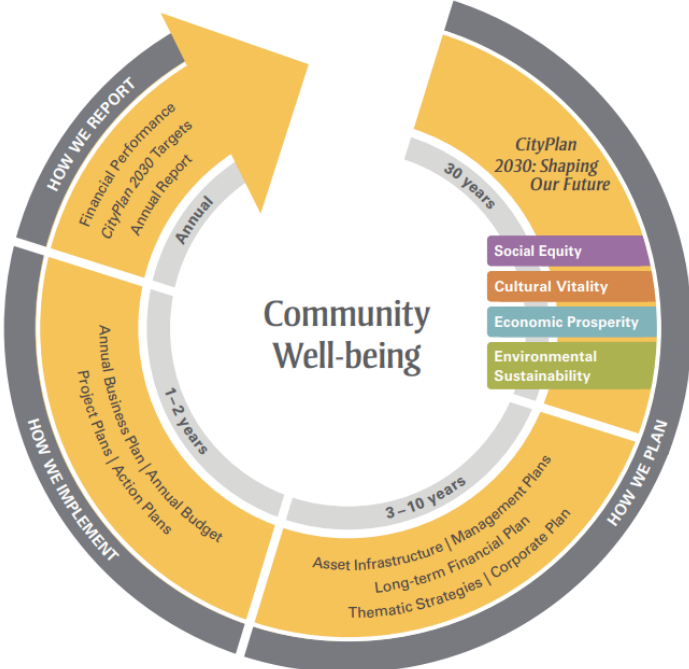 CityPlan
2030: Shaping
Our Future
30 years
Social Equity
Cultural Vitality
Economic Prosperity
Environmental
Sustainability
HOW WE PLAN
3–10 years
Asset Infrastructure | Management Plans
Long-term Financial Plan
Thematic Strategies | Corporate Plan
HOW WE IMPLEMENT
1–2 years
Annual Business Plan | Annual Budget
Project Plans | Action Plans
HOW WE REPORT
Financial Performance
CityPlan 2030 Targets
Annual Report
Annual
Community
Well-being